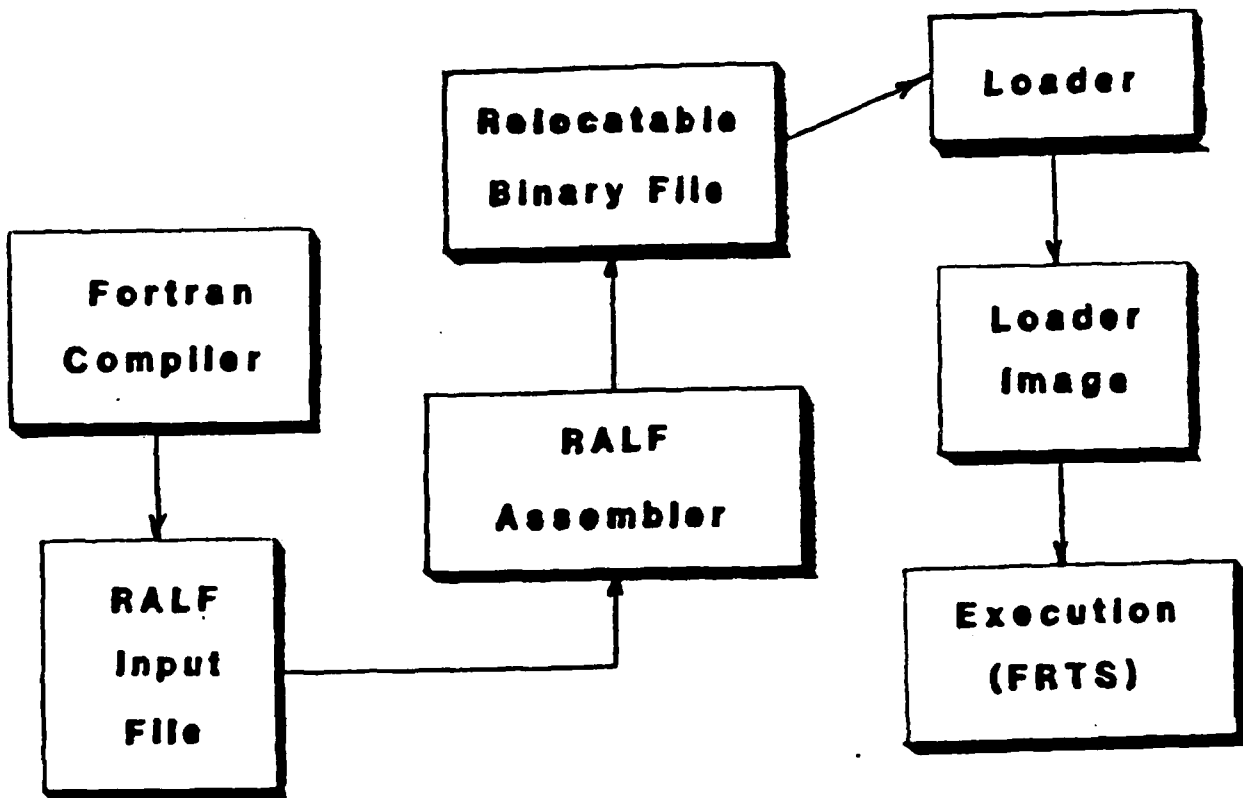 Fortran
Compiler
RALF
Input
File
RALF
Assembler
Relocatable
Binary File
Loader
Loader
Image
Execution
(FRTS)